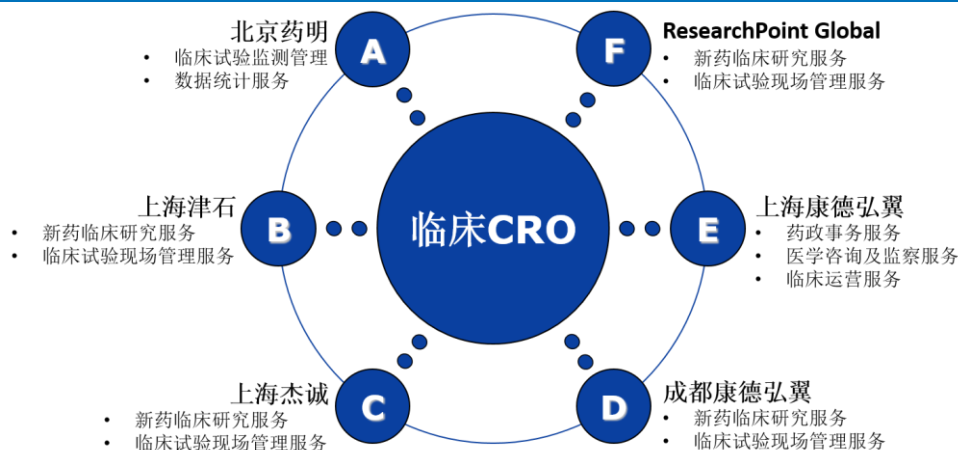 北京药明
• 临床试验监测管理
• 数据统计服务
A
F
ResearchPoint Global
• 新药临床研究服务
• 临床试验现场管理服务
上海津石
• 新药临床研究服务
• 临床试验现场管理服务
B
临床CRO
E
上海康德弘翼
• 药政事务服务
• 医学咨询及监察服务
• 临床运营服务
上海杰诚
• 新药临床研究服务
• 临床试验现场管理服务
C
D
成都康德弘翼
• 新药临床研究服务
• 临床试验现场管理服务